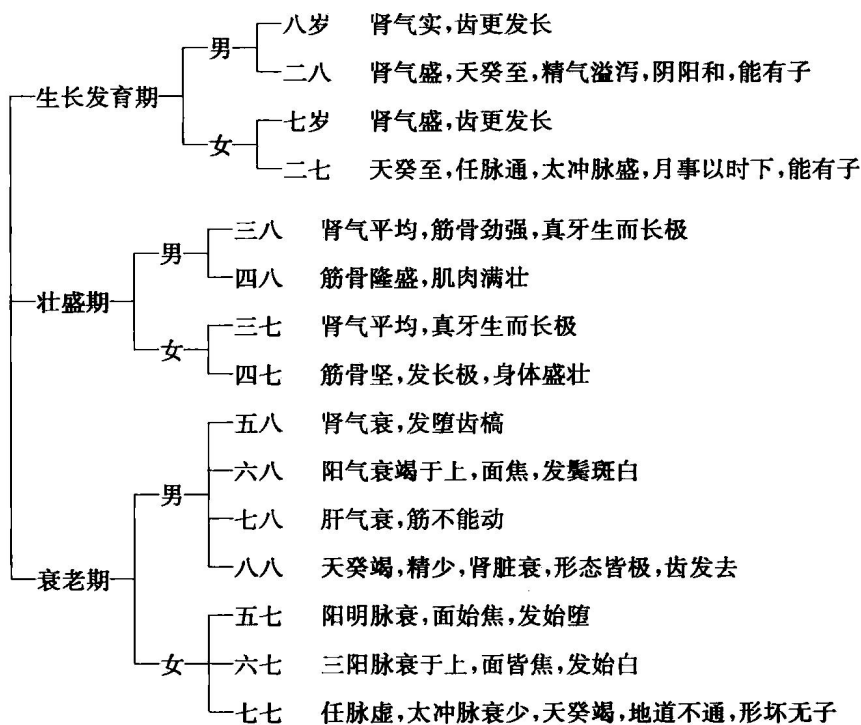 八岁 肾气实,齿更发长
男
二八 肾气盛,天癸至,精气溢泻,阴阳和,能有子
生长发育期
七岁 肾气盛,齿更发长
女
二七 天癸至,任脉通,太冲脉盛,月事以时下,能有子
三八 肾气平均,筋骨劲强,真牙生而长极
男
四八 筋骨隆盛,肌肉满壮
壮盛期
三七 肾气平均,真牙生而长极
女
四七 筋骨坚,发长极,身体盛壮
五八 肾气衰,发堕齿槁
六八 阳气衰竭于上,面焦,发鬓斑白
男
七八 肝气衰,筋不能动
八八 天癸竭,精少,肾脏衰,形态皆极,齿发去
衰老期
五七 阳明脉衰,面始焦,发始堕
女
六七 三阳脉衰于上,面皆焦,发始白
七七 任脉虚,太冲脉衰少,天癸竭,地道不通,形坏无子